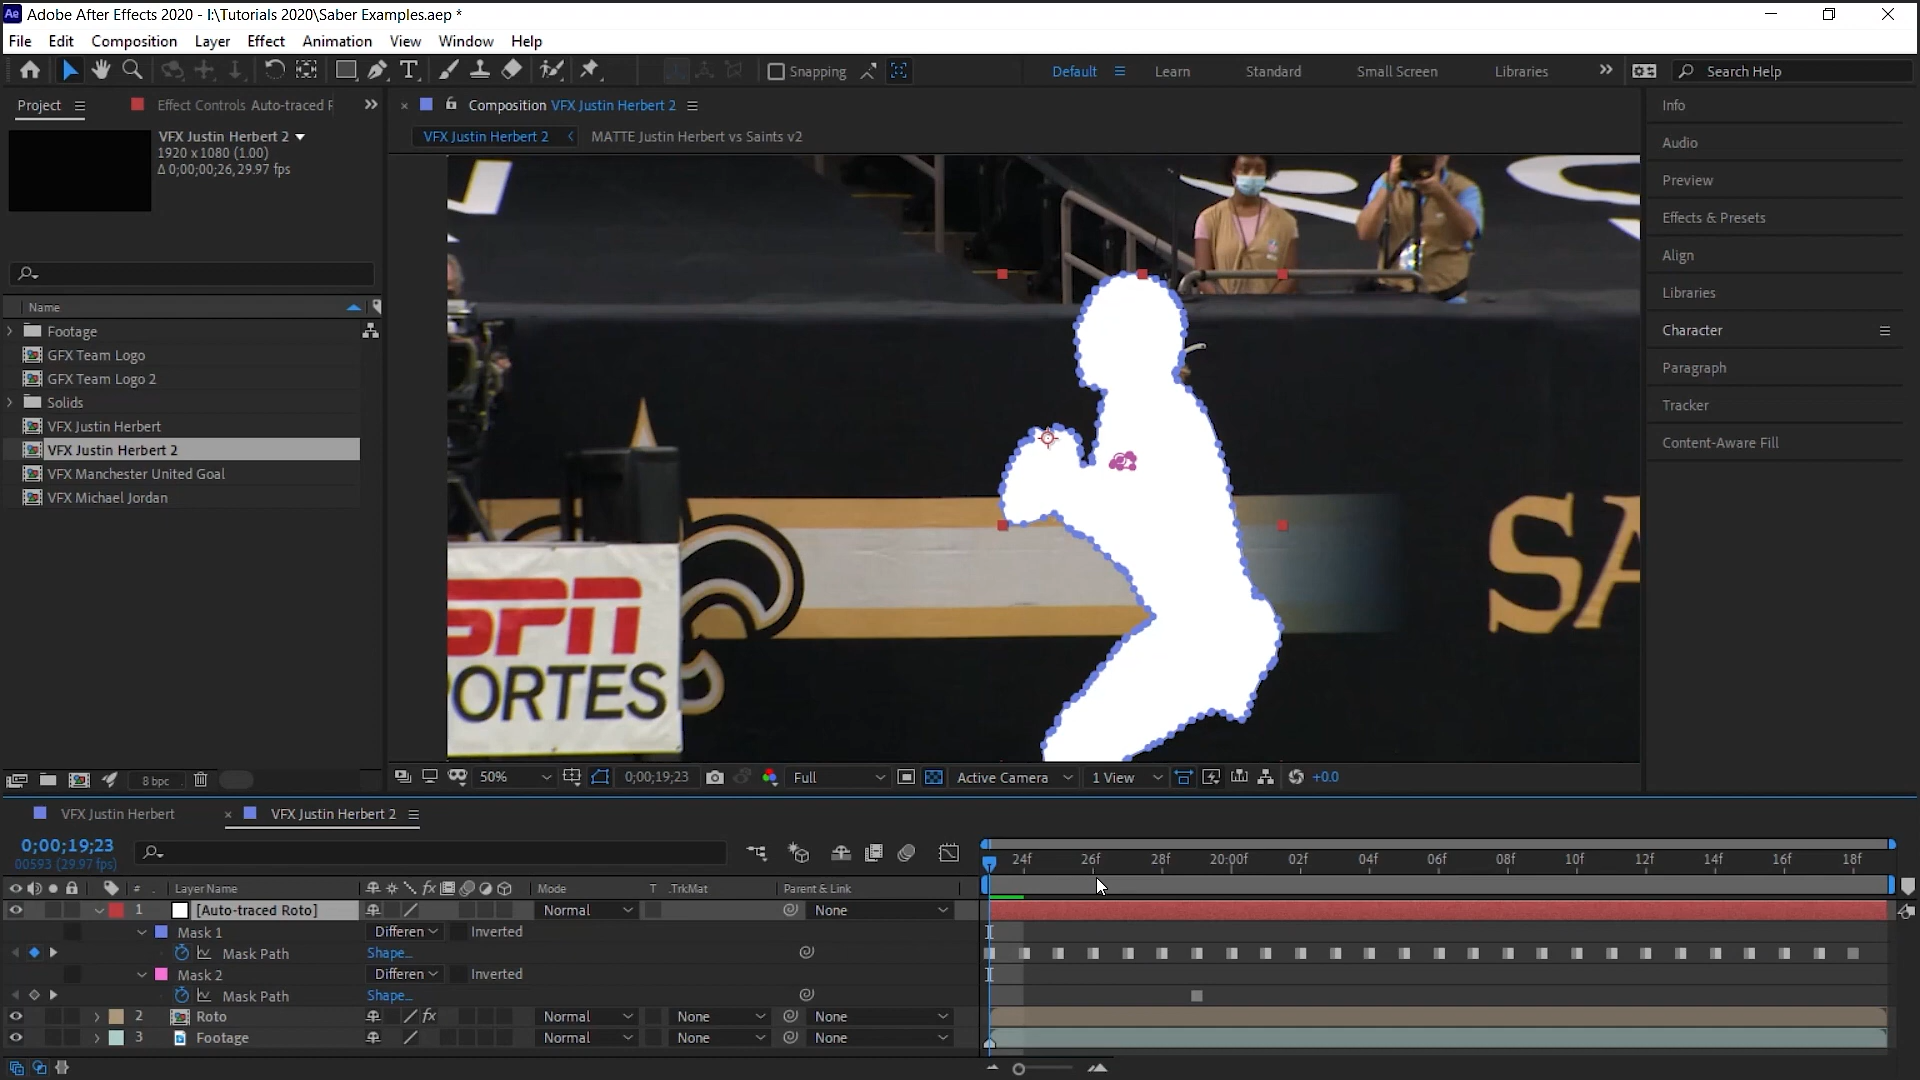 Ae Adobe After Effects 2020 - I:\Tutorials 2020\Saber Examples.aep *
File Edit Composition Layer Effect Animation View Window Help
T Snapping Default Learn Standard Small Screen Libraries Search Help
Project Effect Controls Auto-traced R
Composition VFX Justin Herbert 2
VFX Justin Herbert 2 MATTE Justin Herbert vs Saints v2
VFX Justin Herbert 2
1920 x 1080 (1.00)
Δ 0;00;00;26, 29.97 fps
Name
Footage
GFX Team Logo
GFX Team Logo 2
Solids
VFX Justin Herbert
VFX Justin Herbert 2
VFX Manchester United Goal
VFX Michael Jordan
8 bpc
SA
ESPN
PORTES
50% 0;00;19;23 Full Active Camera 1 View +0.0
Info
Audio
Preview
Effects & Presets
Align
Libraries
Character
Paragraph
Tracker
Content-Aware Fill
VFX Justin Herbert VFX Justin Herbert 2
0;00;19;23
00593 (29.97 fps)
24f 26f 28f 20:00f 02f 04f 06f 08f 10f 12f 14f 16f 18f
# Layer Name fx Mode T .TrkMat Parent & Link
1 [Auto-traced Roto] Normal None
Mask 1 Differen Inverted
Mask Path Shape...
Mask 2 Differen Inverted
Mask Path Shape...
2 Roto fx Normal None None
3 Footage Normal None None